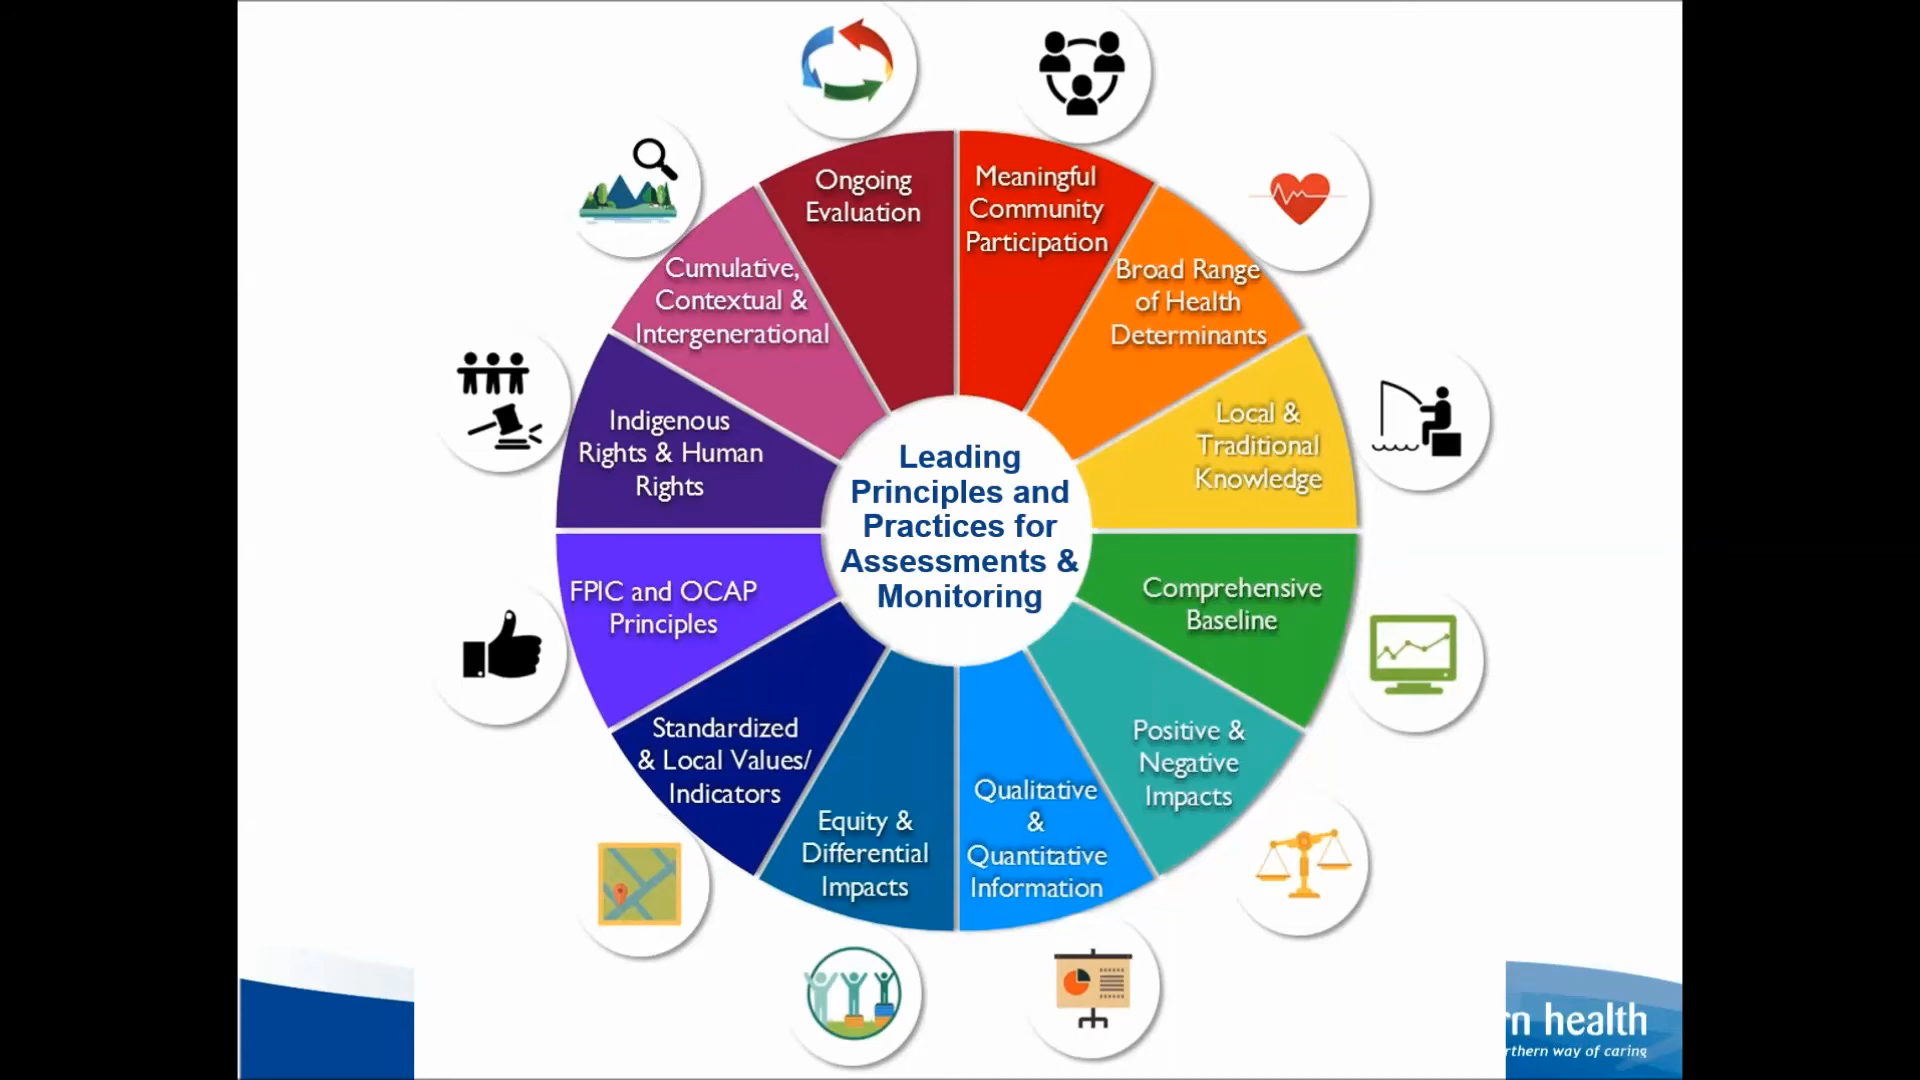 Leading
Principles and
Practices for
Assessments &
Monitoring
Meaningful
Community
Participation
Broad Range
of Health
Determinants
Local &
Traditional
Knowledge
Comprehensive
Baseline
Positive &
Negative
Impacts
Qualitative
&
Quantitative
Information
Equity &
Differential
Impacts
Standardized
& Local Values/
Indicators
FPIC and OCAP
Principles
Indigenous
Rights & Human
Rights
Cumulative,
Contextual &
Intergenerational
Ongoing
Evaluation
rn health
rthern way of caring